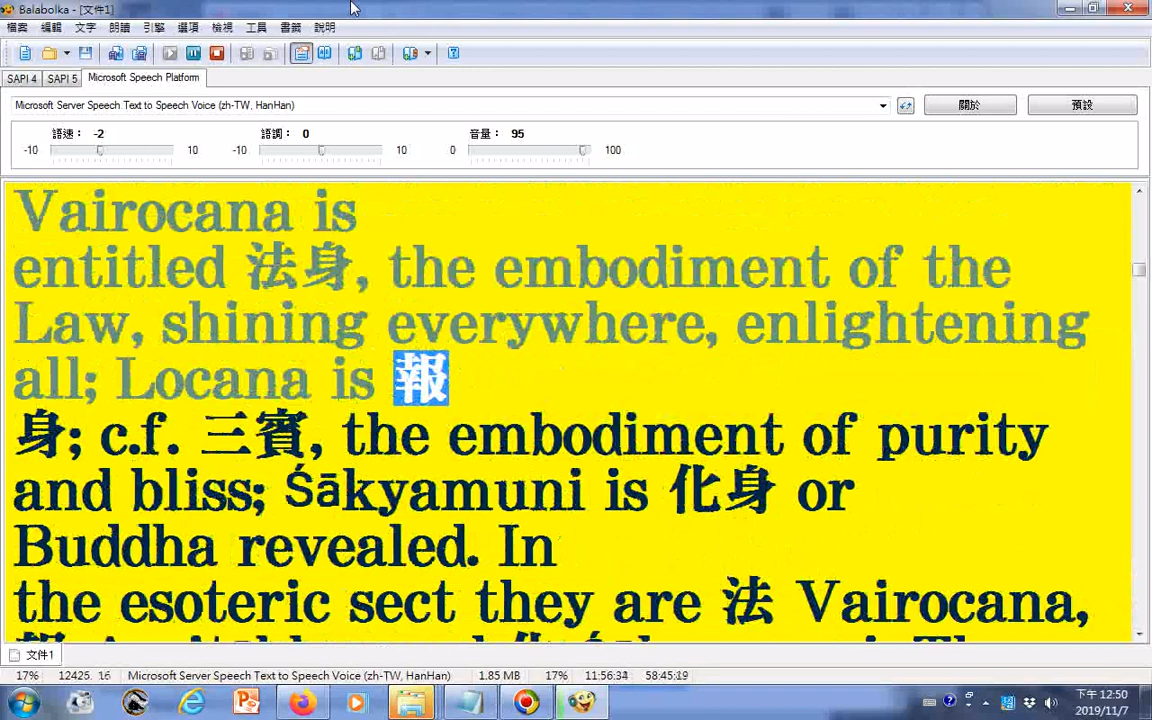 Balabolka - [文件1]
檔案 編輯 文字 朗讀 引擎 選項 檢視 工具 書籤 說明
SAPI 4 SAPI 5 Microsoft Speech Platform
Microsoft Server Speech Text to Speech Voice (zh-TW, HanHan) 關於 預設
語速： -2 語調： 0 音量： 95
-10 10 -10 10 0 100
Vairocana is
entitled 法身, the embodiment of the
Law, shining everywhere, enlightening
all; Locana is 報
身; c.f. 三寳, the embodiment of purity
and bliss; Śākyamuni is 化身 or
Buddha revealed. In
the esoteric sect they are 法 Vairocana,
文件1
17% 12425. 16 Microsoft Server Speech Text to Speech Voice (zh-TW, HanHan) 1.85 MB 17% 11:56:34 58:45:19
下午 12:50
2019/11/7